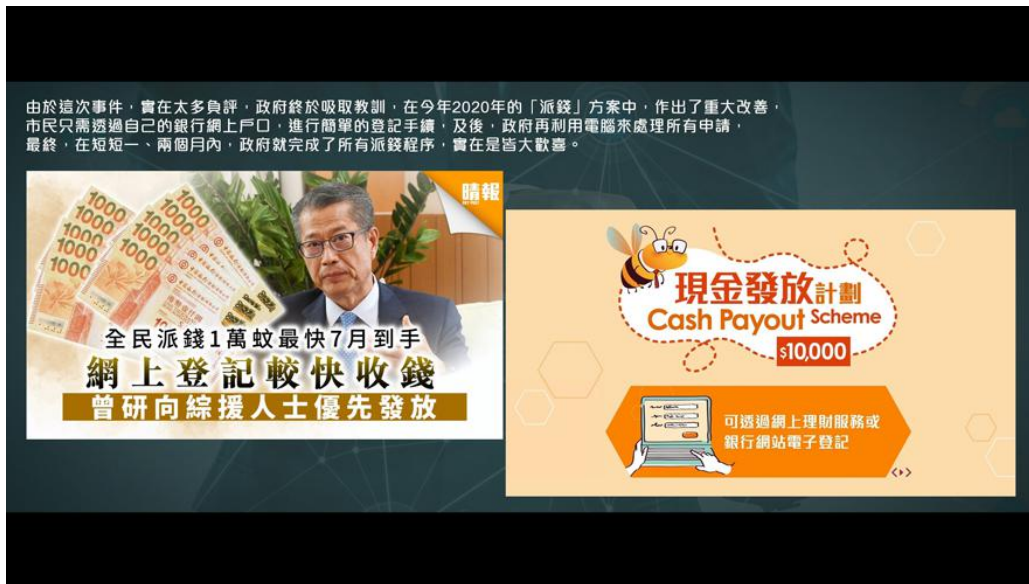 由於這次事件，實在太多負評，政府終於吸取教訓，在今年2020年的「派錢」方案中，作出了重大改善，
市民只需透過自己的銀行網上戶口，進行簡單的登記手續，及後，政府再利用電腦來處理所有申請，
最終，在短短一、兩個月內，政府就完成了所有派錢程序，實在是皆大歡喜。
晴報
1000
1000
1000
1000
1000
1000
1000
1000
全民派錢1萬蚊最快7月到手
網上登記較快收錢
曾研向綜援人士優先發放
現金發放計劃
Cash Payout Scheme
$10,000
可透過網上理財服務或
銀行網站電子登記